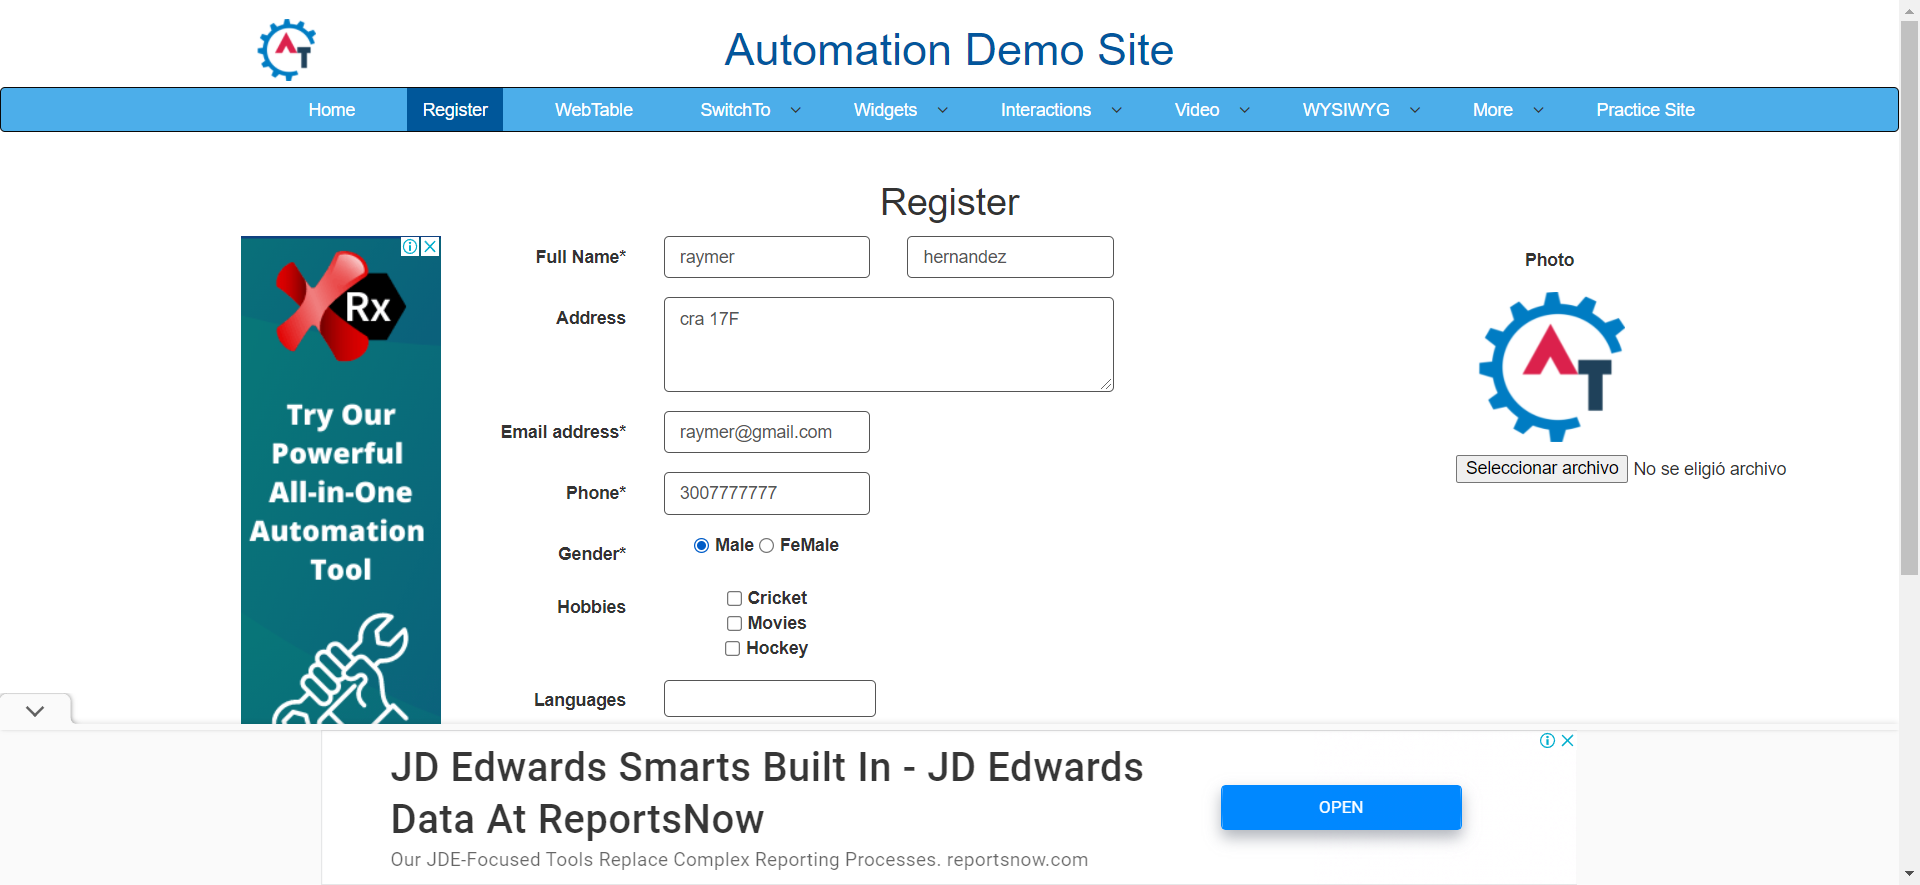 AT
Automation Demo Site
Home Register WebTable SwitchTo Widgets Interactions Video WYSIWYG More Practice Site
Register
Rx
Try Our
Powerful
All-in-One
Automation
Tool
Full Name* raymer hernandez
Address cra 17F
Email address* raymer@gmail.com
Phone* 3007777777
Gender* Male FeMale
Hobbies Cricket
Movies
Hockey
Languages
Photo
AT
Seleccionar archivo No se eligió archivo
JD Edwards Smarts Built In - JD Edwards
Data At ReportsNow
Our JDE-Focused Tools Replace Complex Reporting Processes. reportsnow.com
OPEN